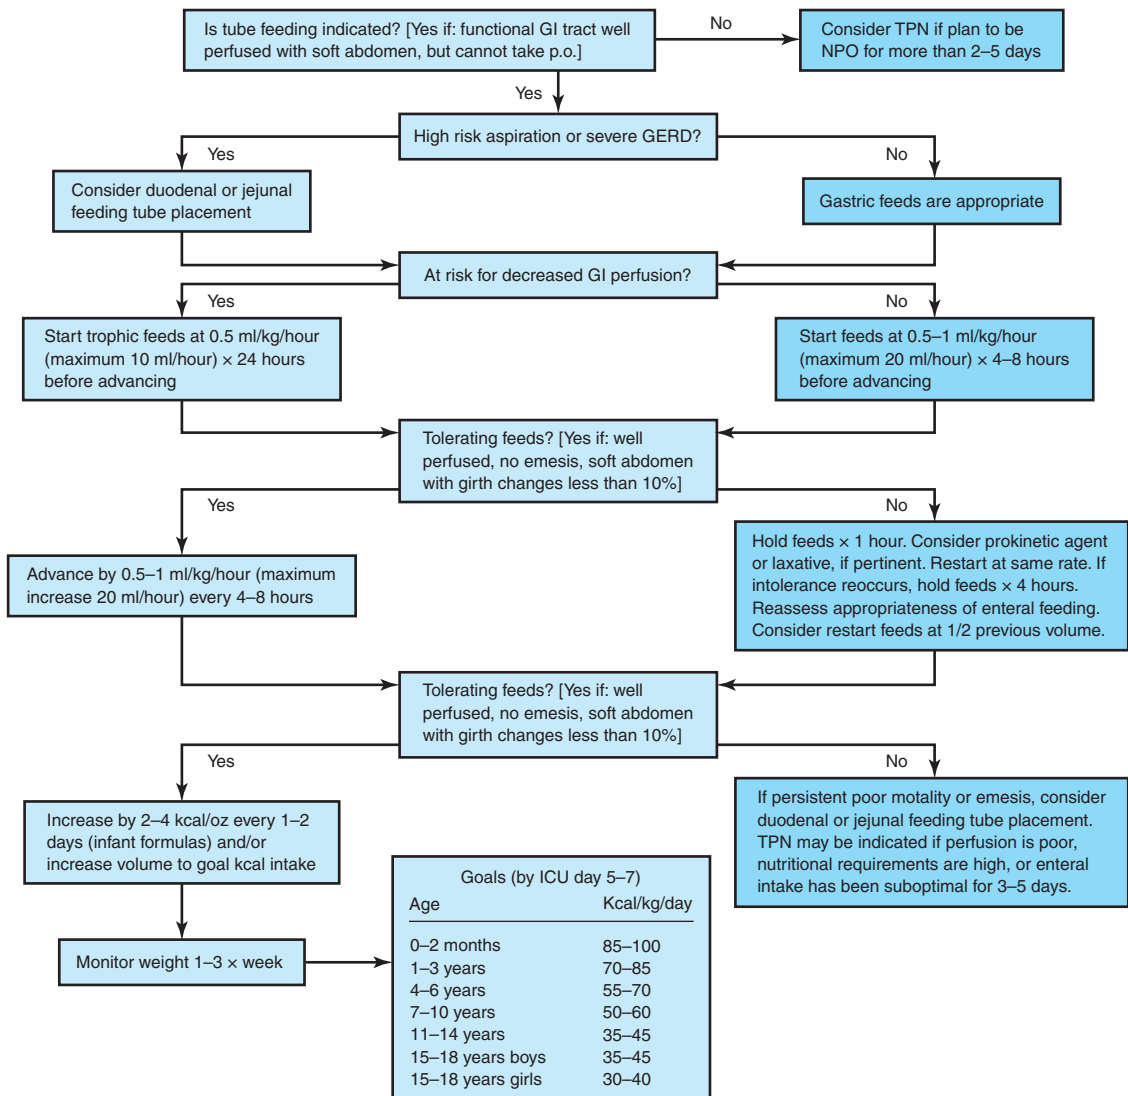 Is tube feeding indicated? [Yes if: functional GI tract well
perfused with soft abdomen, but cannot take p.o.]
No
Consider TPN if plan to be
NPO for more than 2–5 days
Yes
High risk aspiration or severe GERD?
Yes
No
Consider duodenal or jejunal
feeding tube placement
Gastric feeds are appropriate
At risk for decreased GI perfusion?
Yes
No
Start trophic feeds at 0.5 ml/kg/hour
(maximum 10 ml/hour) × 24 hours
before advancing
Start feeds at 0.5–1 ml/kg/hour
(maximum 20 ml/hour) × 4–8 hours
before advancing
Tolerating feeds? [Yes if: well
perfused, no emesis, soft abdomen
with girth changes less than 10%]
Yes
No
Advance by 0.5–1 ml/kg/hour (maximum
increase 20 ml/hour) every 4–8 hours
Hold feeds × 1 hour. Consider prokinetic agent
or laxative, if pertinent. Restart at same rate. If
intolerance reoccurs, hold feeds × 4 hours.
Reassess appropriateness of enteral feeding.
Consider restart feeds at 1/2 previous volume.
Tolerating feeds? [Yes if: well
perfused, no emesis, soft abdomen
with girth changes less than 10%]
Yes
No
Increase by 2–4 kcal/oz every 1–2
days (infant formulas) and/or
increase volume to goal kcal intake
If persistent poor motality or emesis, consider
duodenal or jejunal feeding tube placement.
TPN may be indicated if perfusion is poor,
nutritional requirements are high, or enteral
intake has been suboptimal for 3–5 days.
Monitor weight 1–3 × week
Goals (by ICU day 5–7)
Age Kcal/kg/day
0–2 months 85–100
1–3 years 70–85
4–6 years 55–70
7–10 years 50–60
11–14 years 35–45
15–18 years boys 35–45
15–18 years girls 30–40